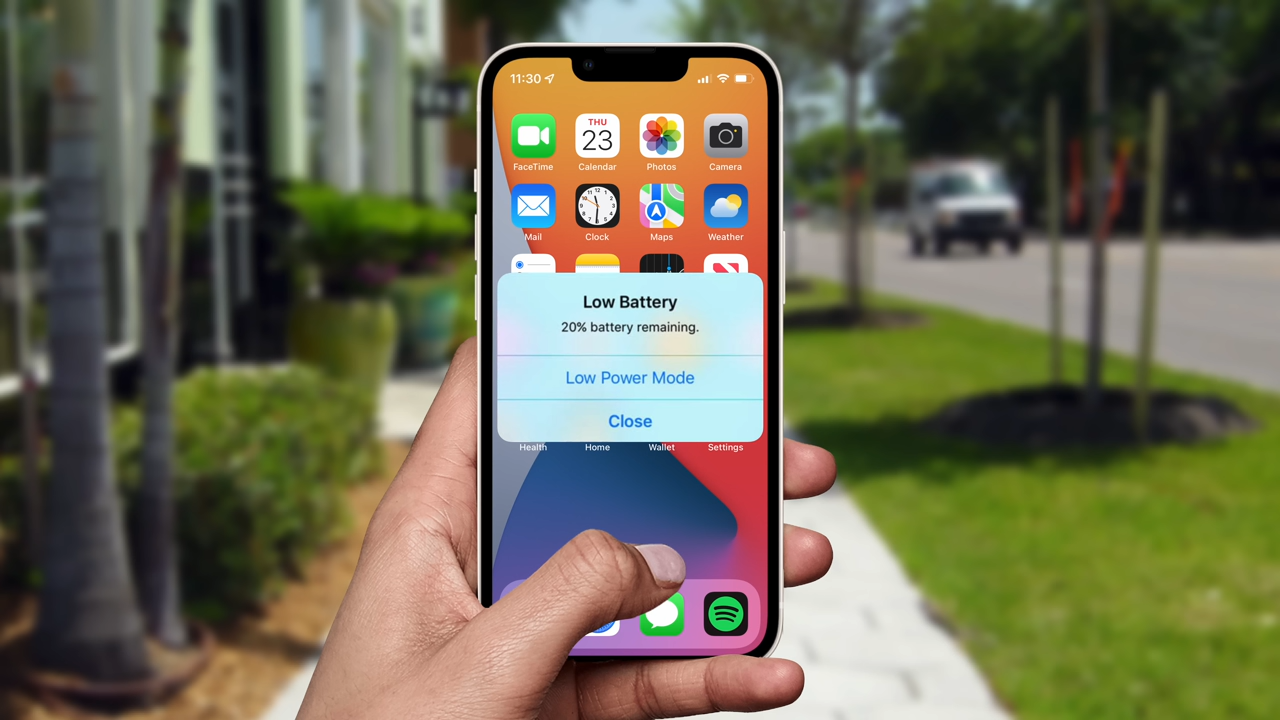 11:30
THU
23
FaceTime Calendar Photos Camera
12
Mail Clock Maps Weather
Low Battery
20% battery remaining.
Low Power Mode
Close
Health Home Wallet Settings